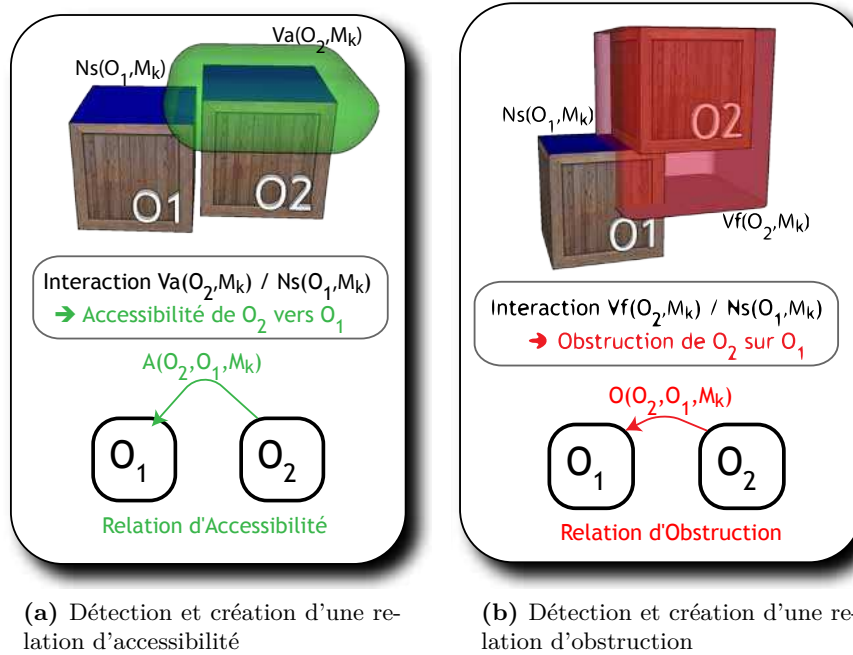 Va(O2,Mk)
Ns(O1,Mk)
O1
O2
Interaction Va(O2,Mk) / Ns(O1,Mk)
➔ Accessibilité de O2 vers O1
A(O2,O1,Mk)
O1
O2
Relation d'Accessibilité
(a) Détection et création d'une re-
lation d'accessibilité
Ns(O1,Mk)
O2
O1
Vf(O2,Mk)
Interaction Vf(O2,Mk) / Ns(O1,Mk)
➔ Obstruction de O2 sur O1
O(O2,O1,Mk)
O1
O2
Relation d'Obstruction
(b) Détection et création d'une re-
lation d'obstruction